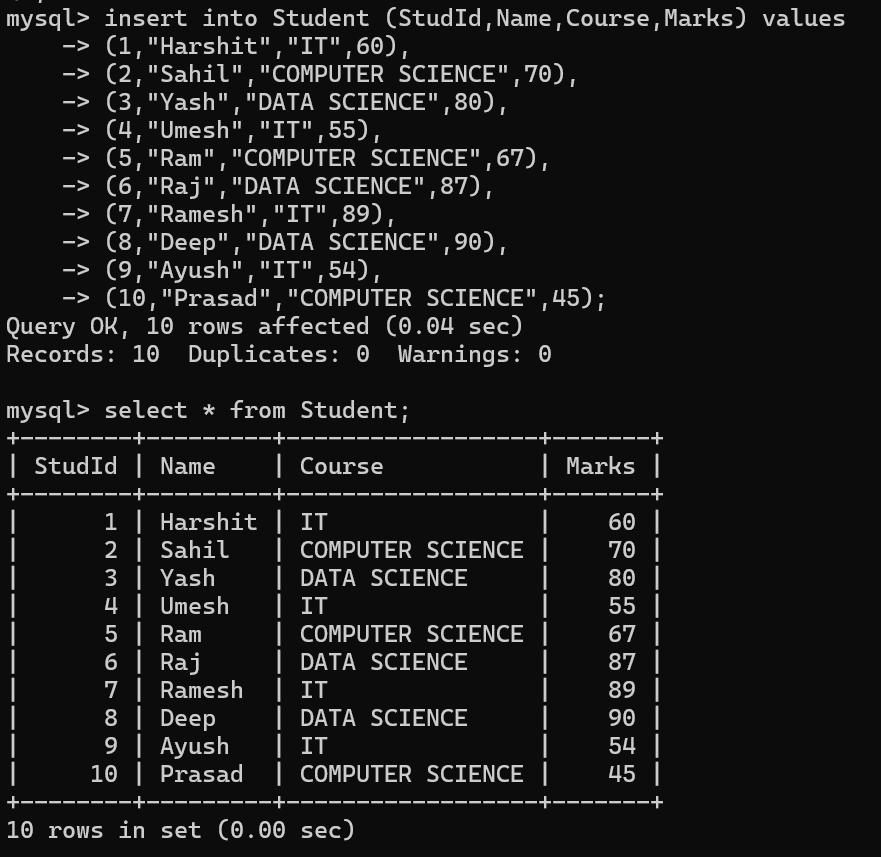 mysql> insert into Student (StudId,Name,Course,Marks) values
    -> (1,"Harshit","IT",60),
    -> (2,"Sahil","COMPUTER SCIENCE",70),
    -> (3,"Yash","DATA SCIENCE",80),
    -> (4,"Umesh","IT",55),
    -> (5,"Ram","COMPUTER SCIENCE",67),
    -> (6,"Raj","DATA SCIENCE",87),
    -> (7,"Ramesh","IT",89),
    -> (8,"Deep","DATA SCIENCE",90),
    -> (9,"Ayush","IT",54),
    -> (10,"Prasad","COMPUTER SCIENCE",45);
Query OK, 10 rows affected (0.04 sec)
Records: 10  Duplicates: 0  Warnings: 0

mysql> select * from Student;
+--------+---------+------------------+-------+
| StudId | Name    | Course           | Marks |
+--------+---------+------------------+-------+
|      1 | Harshit | IT               |    60 |
|      2 | Sahil   | COMPUTER SCIENCE |    70 |
|      3 | Yash    | DATA SCIENCE     |    80 |
|      4 | Umesh   | IT               |    55 |
|      5 | Ram     | COMPUTER SCIENCE |    67 |
|      6 | Raj     | DATA SCIENCE     |    87 |
|      7 | Ramesh  | IT               |    89 |
|      8 | Deep    | DATA SCIENCE     |    90 |
|      9 | Ayush   | IT               |    54 |
|     10 | Prasad  | COMPUTER SCIENCE |    45 |
+--------+---------+------------------+-------+
10 rows in set (0.00 sec)